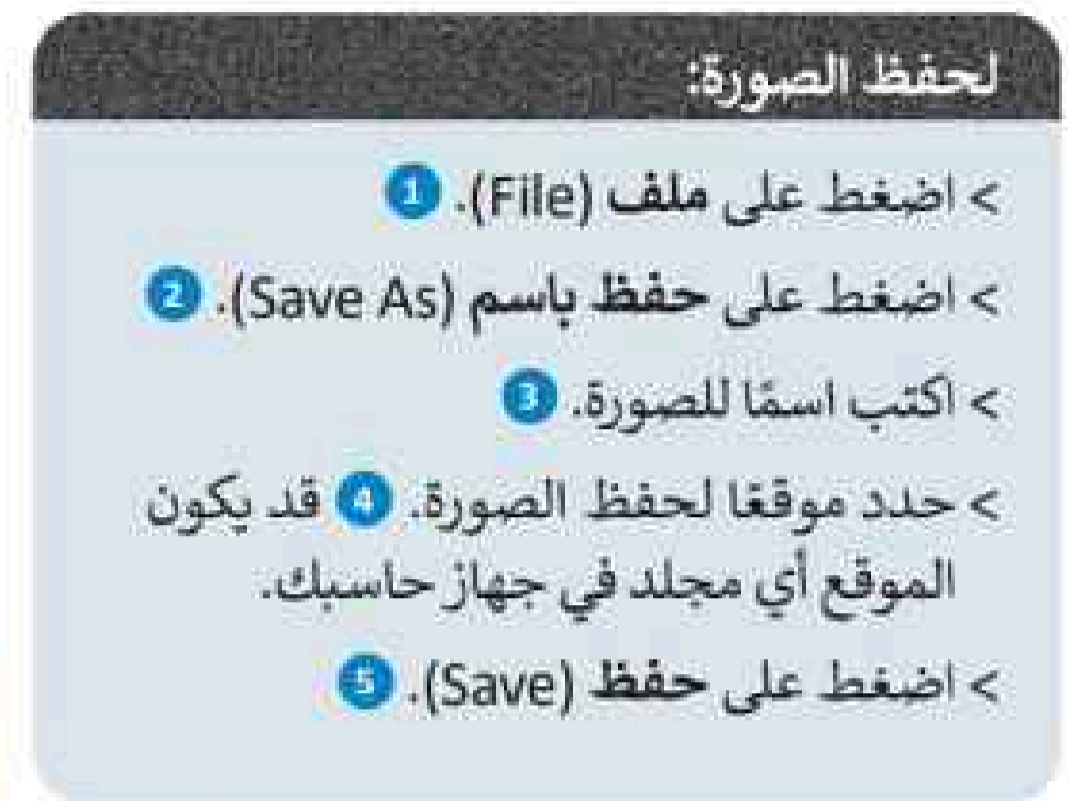 لحفظ الصورة:
> اضغط على ملف (File). 1
> اضغط على حفظ باسم (Save As). 2
> اكتب اسمًا للصورة. 3
> حدد موقعًا لحفظ الصورة. 4 قد يكون
الموقع أي مجلد في جهاز حاسبك.
> اضغط على حفظ (Save). 5